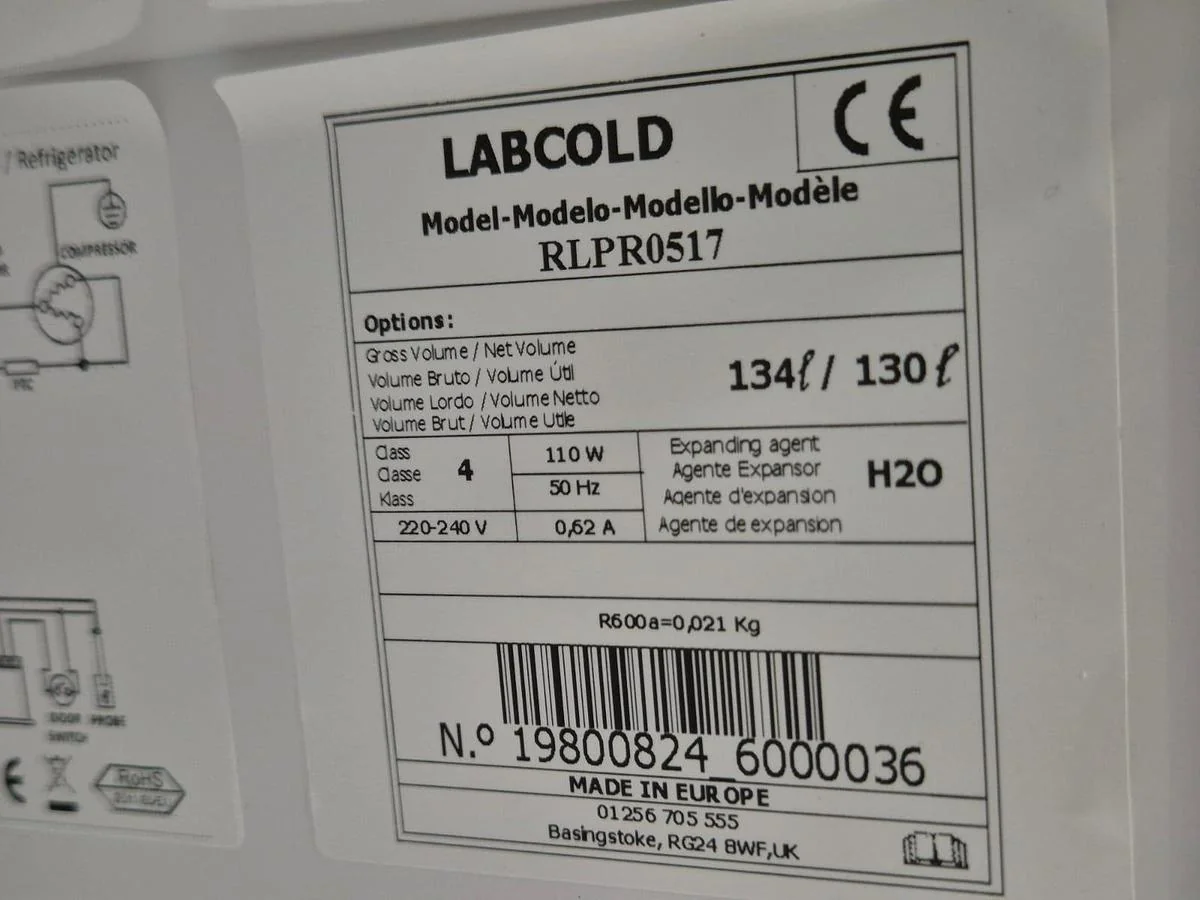 / Refrigerator
COMPRESSOR
PTC
DOOR PROBE
SWITCH
CE
RoHS
LABCOLD
CE
Model-Modelo-Modello-Modèle
RLPR0517
Options:
Gross Volume / Net Volume
Volume Bruto / Volume Útil
Volume Lordo / Volume Netto
Volume Brut / Volume Utile
134ℓ / 130ℓ
Class
Classe
Klass
4
110 W
50 Hz
220-240 V
0,62 A
Expanding agent
Agente Expansor
Agente d'expansion
Agente de expansion
H2O
R600a=0,021 Kg
N.º 19800824_6000036
MADE IN EUROPE
01256 705 555
Basingstoke, RG24 8WF,UK